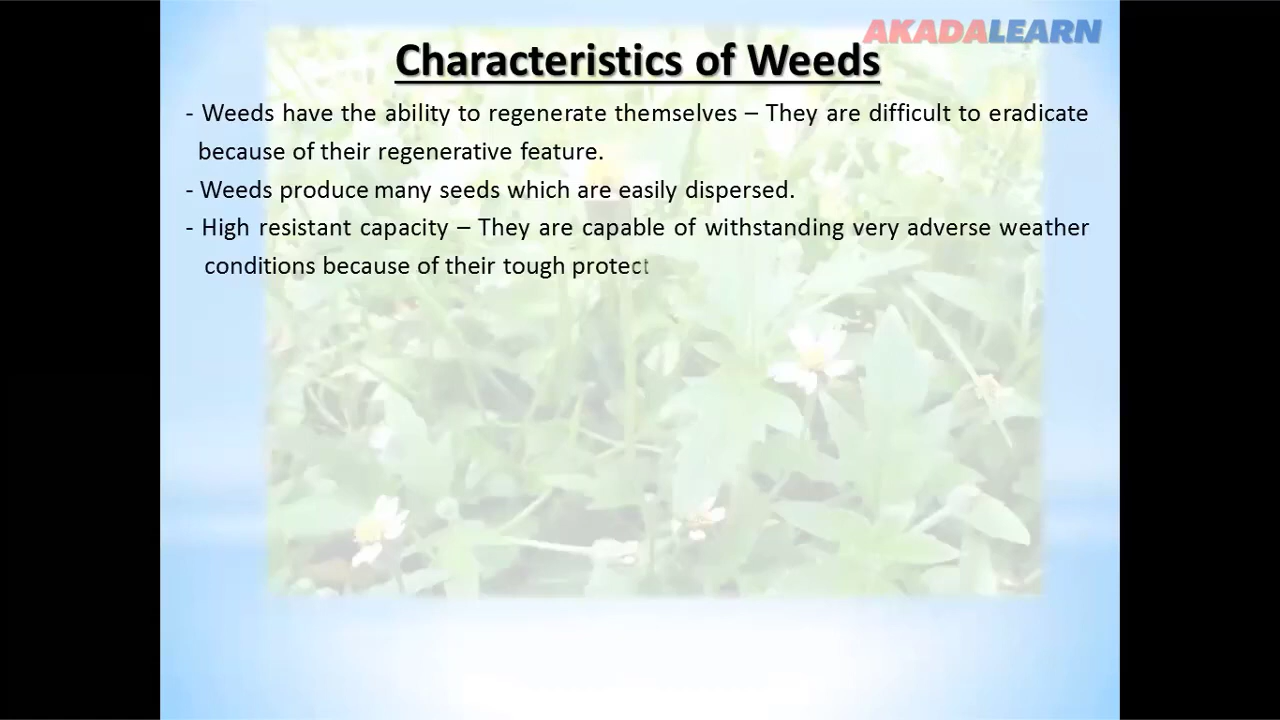 AKADALEARN
Characteristics of Weeds
- Weeds have the ability to regenerate themselves – They are difficult to eradicate
because of their regenerative feature.
- Weeds produce many seeds which are easily dispersed.
- High resistant capacity – They are capable of withstanding very adverse weather
conditions because of their tough protect